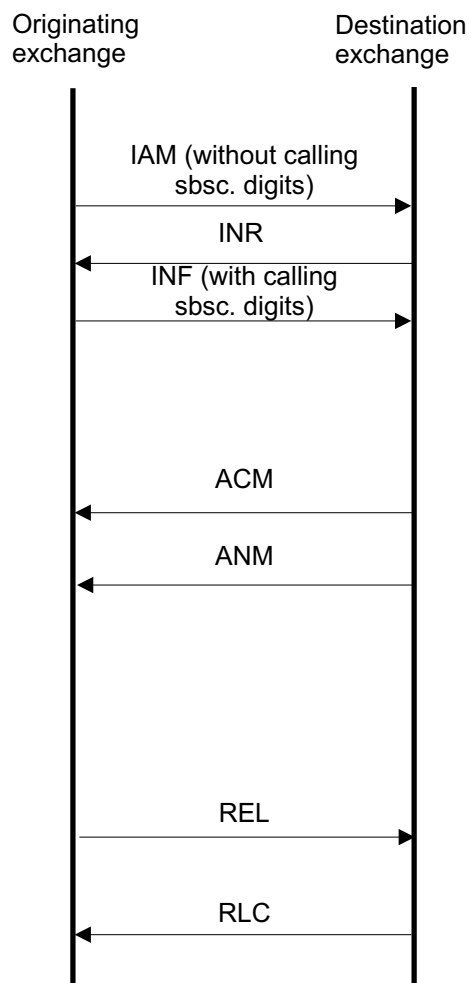 Originating
exchange
Destination
exchange
IAM (without calling
sbsc. digits)
INR
INF (with calling
sbsc. digits)
ACM
ANM
REL
RLC